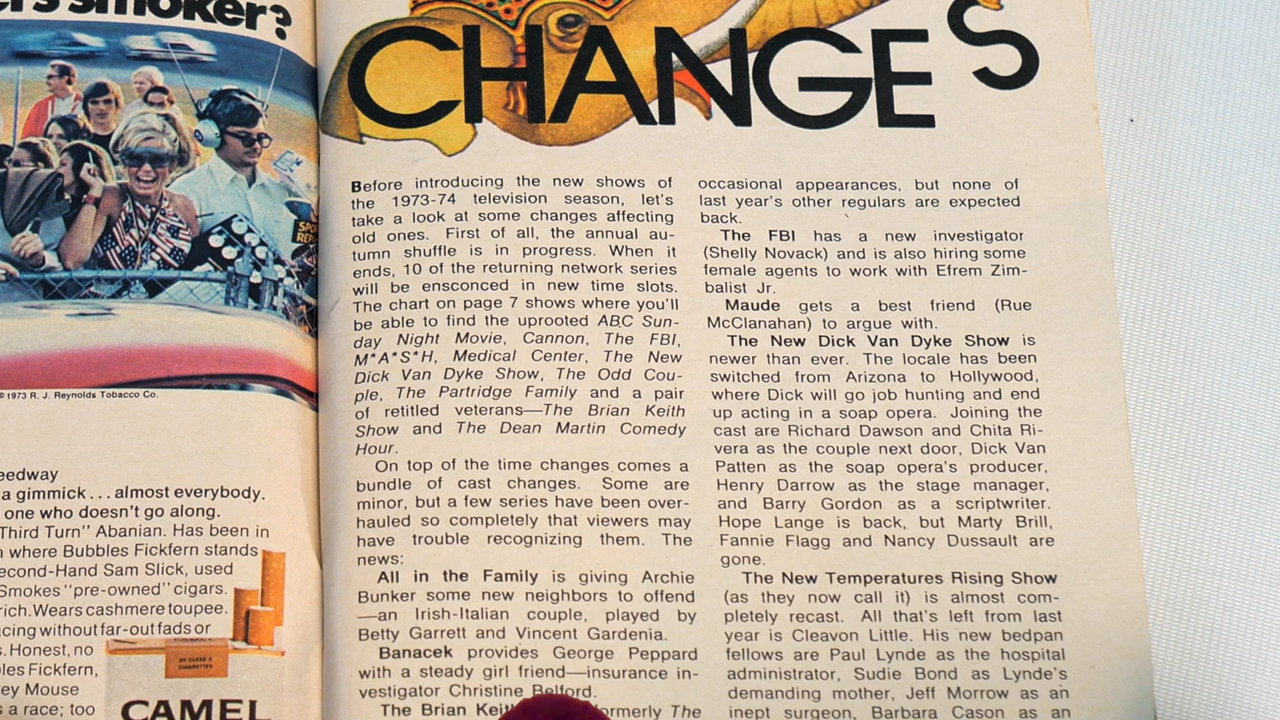 ers smoker?
© 1973 R. J. Reynolds Tobacco Co.
eedway
a gimmick . . . almost everybody.
one who doesn't go along.
Third Turn" Abanian. Has been in
n where Bubbles Fickfern stands
econd-Hand Sam Slick, used
Smokes "pre-owned" cigars.
rich. Wears cashmere toupee.
acing without far-out fads or
s. Honest, no
les Fickfern,
ey Mouse
s a race; too
CAMEL
CHANGES
Before introducing the new shows of
the 1973-74 television season, let's
take a look at some changes affecting
old ones. First of all, the annual au-
tumn shuffle is in progress. When it
ends, 10 of the returning network series
will be ensconced in new time slots.
The chart on page 7 shows where you'll
be able to find the uprooted ABC Sun-
day Night Movie, Cannon, The FBI,
M*A*S*H, Medical Center, The New
Dick Van Dyke Show, The Odd Cou-
ple, The Partridge Family and a pair
of retitled veterans—The Brian Keith
Show and The Dean Martin Comedy
Hour.
On top of the time changes comes a
bundle of cast changes. Some are
minor, but a few series have been over-
hauled so completely that viewers may
have trouble recognizing them. The
news:
All in the Family is giving Archie
Bunker some new neighbors to offend
—an Irish-Italian couple, played by
Betty Garrett and Vincent Gardenia.
Banacek provides George Peppard
with a steady girl friend—insurance in-
vestigator Christine Belford.
The Brian Keit ormerly The
occasional appearances, but none of
last year's other regulars are expected
back.
The FBI has a new investigator
(Shelly Novack) and is also hiring some
female agents to work with Efrem Zim-
balist Jr.
Maude gets a best friend (Rue
McClanahan) to argue with.
The New Dick Van Dyke Show is
newer than ever. The locale has been
switched from Arizona to Hollywood,
where Dick will go job hunting and end
up acting in a soap opera. Joining the
cast are Richard Dawson and Chita Ri-
vera as the couple next door, Dick Van
Patten as the soap opera's producer,
Henry Darrow as the stage manager,
and Barry Gordon as a scriptwriter.
Hope Lange is back, but Marty Brill,
Fannie Flagg and Nancy Dussault are
gone.
The New Temperatures Rising Show
(as they now call it) is almost com-
pletely recast. All that's left from last
year is Cleavon Little. His new bedpan
fellows are Paul Lynde as the hospital
administrator, Sudie Bond as Lynde's
demanding mother, Jeff Morrow as an
inept surgeon, Barbara Cason as an